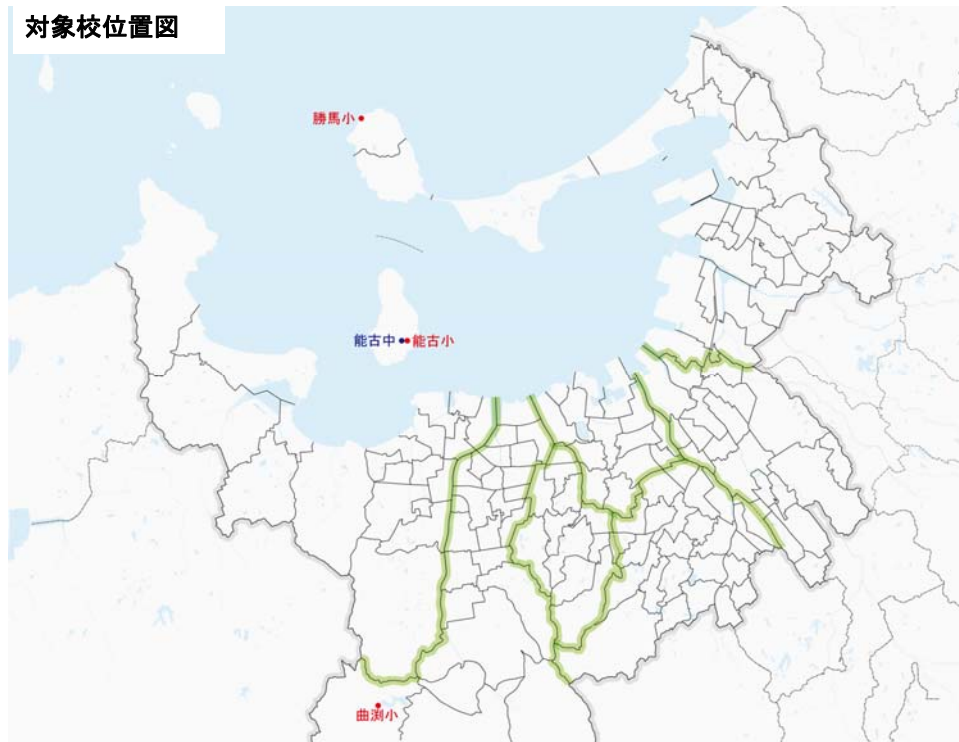 対象校位置図
勝馬小
能古中
能古小
曲渕小